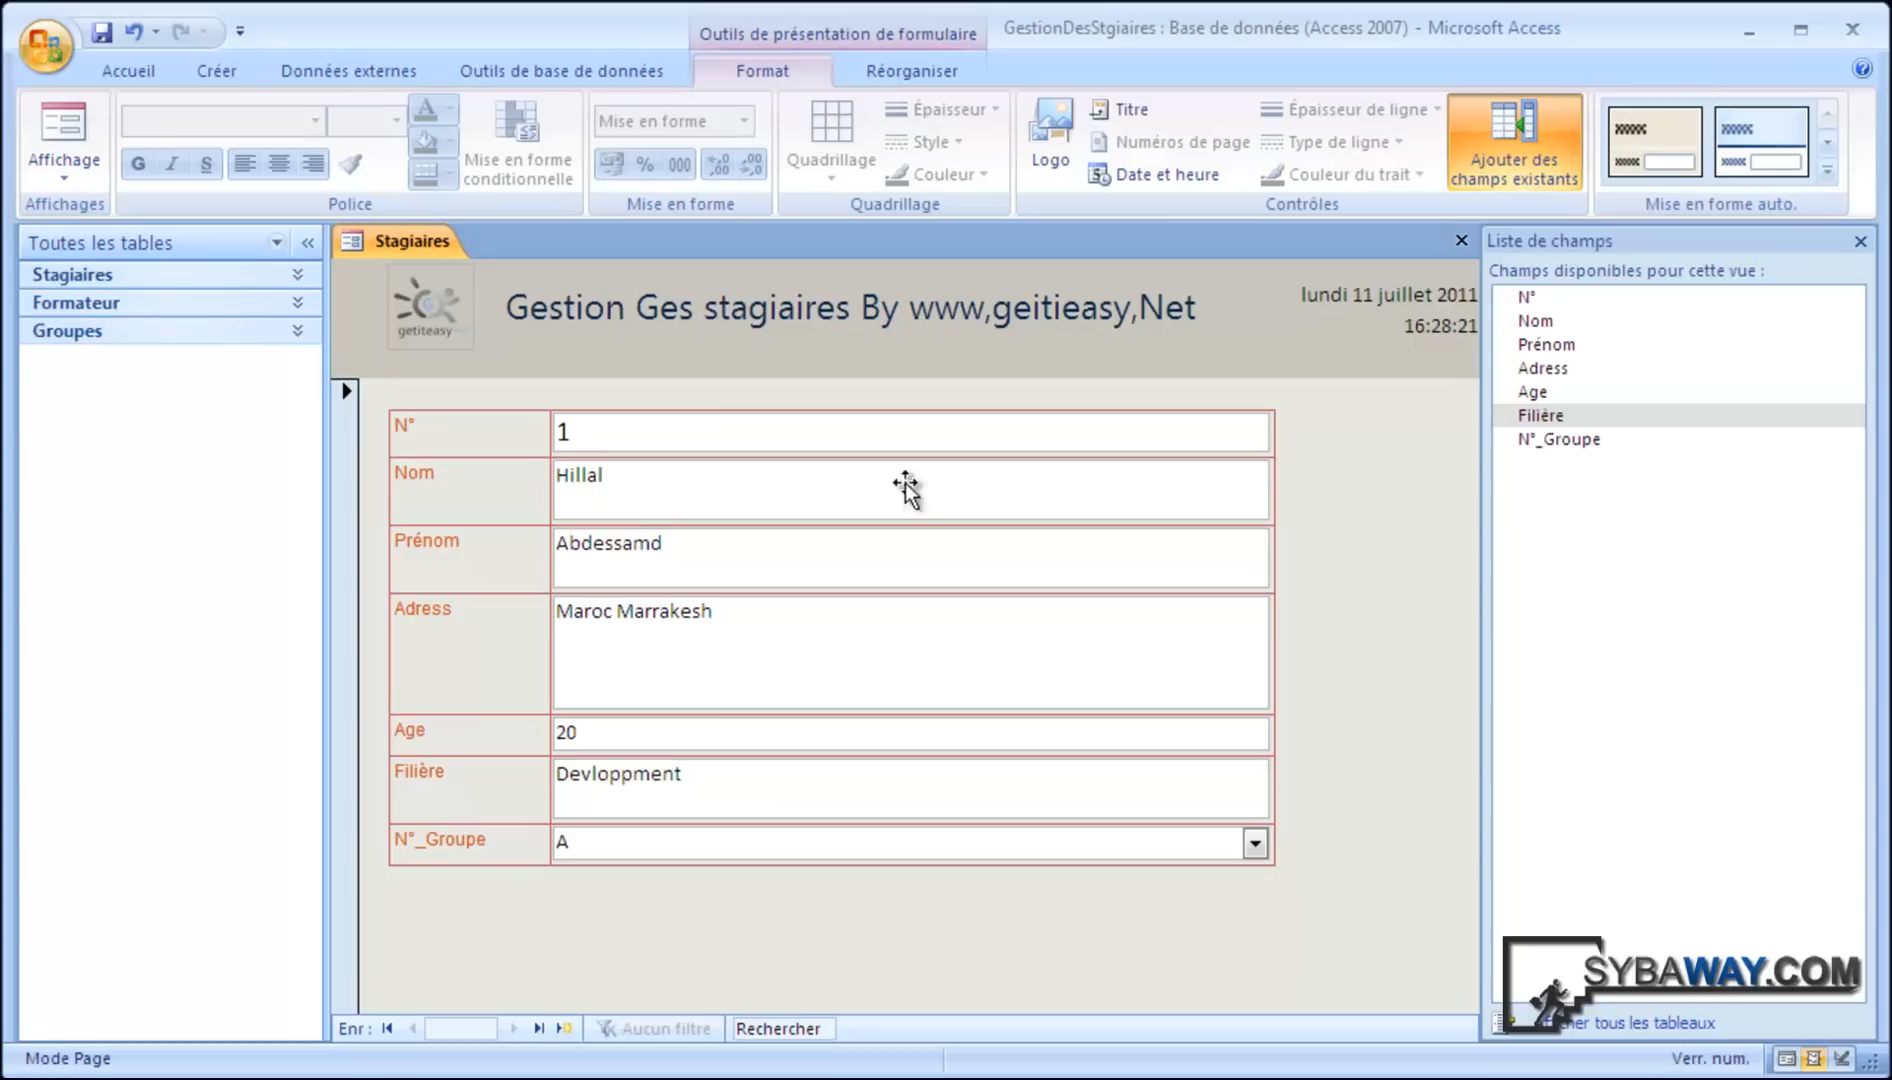 Outils de présentation de formulaire
GestionDesStgiaires : Base de données (Access 2007) - Microsoft Access
Accueil
Créer
Données externes
Outils de base de données
Format
Réorganiser
Affichage
Affichages
G I S
A
Mise en forme
conditionnelle
Police
Mise en forme
% 000
Mise en forme
Quadrillage
Épaisseur
Style
Couleur
Quadrillage
Logo
Titre
Numéros de page
Date et heure
Épaisseur de ligne
Type de ligne
Couleur du trait
Ajouter des
champs existants
Contrôles
Mise en forme auto.
Toutes les tables
Stagiaires
Formateur
Groupes
Stagiaires
getiteasy
Gestion Ges stagiaires By www,geitieasy,Net
lundi 11 juillet 2011
16:28:21
N° 1
Nom Hillal
Prénom Abdessamd
Adress Maroc Marrakesh
Age 20
Filière Devloppment
N°_Groupe A
Liste de champs
Champs disponibles pour cette vue :
N°
Nom
Prénom
Adress
Age
Filière
N°_Groupe
SYBAWAY.COM
tous les tableaux
Enr :
Aucun filtre
Rechercher
Mode Page
Verr. num.